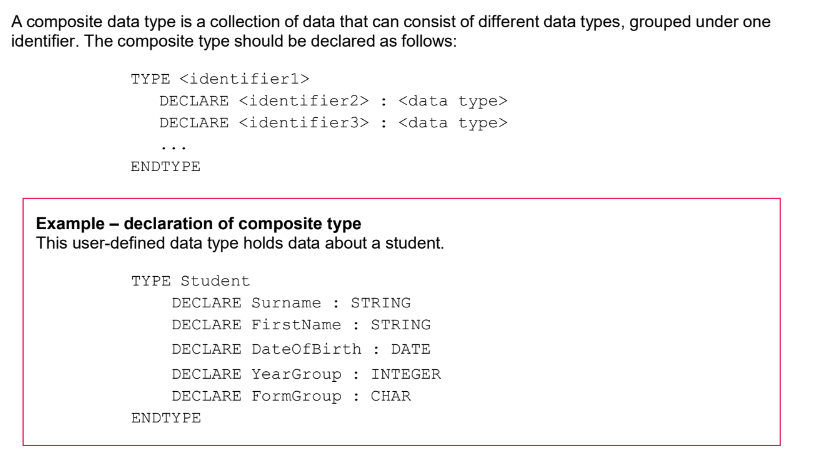 A composite data type is a collection of data that can consist of different data types, grouped under one
identifier. The composite type should be declared as follows:
TYPE <identifier1>
DECLARE <identifier2> : <data type>
DECLARE <identifier3> : <data type>
...
ENDTYPE
Example – declaration of composite type
This user-defined data type holds data about a student.
TYPE Student
DECLARE Surname : STRING
DECLARE FirstName : STRING
DECLARE DateOfBirth : DATE
DECLARE YearGroup : INTEGER
DECLARE FormGroup : CHAR
ENDTYPE